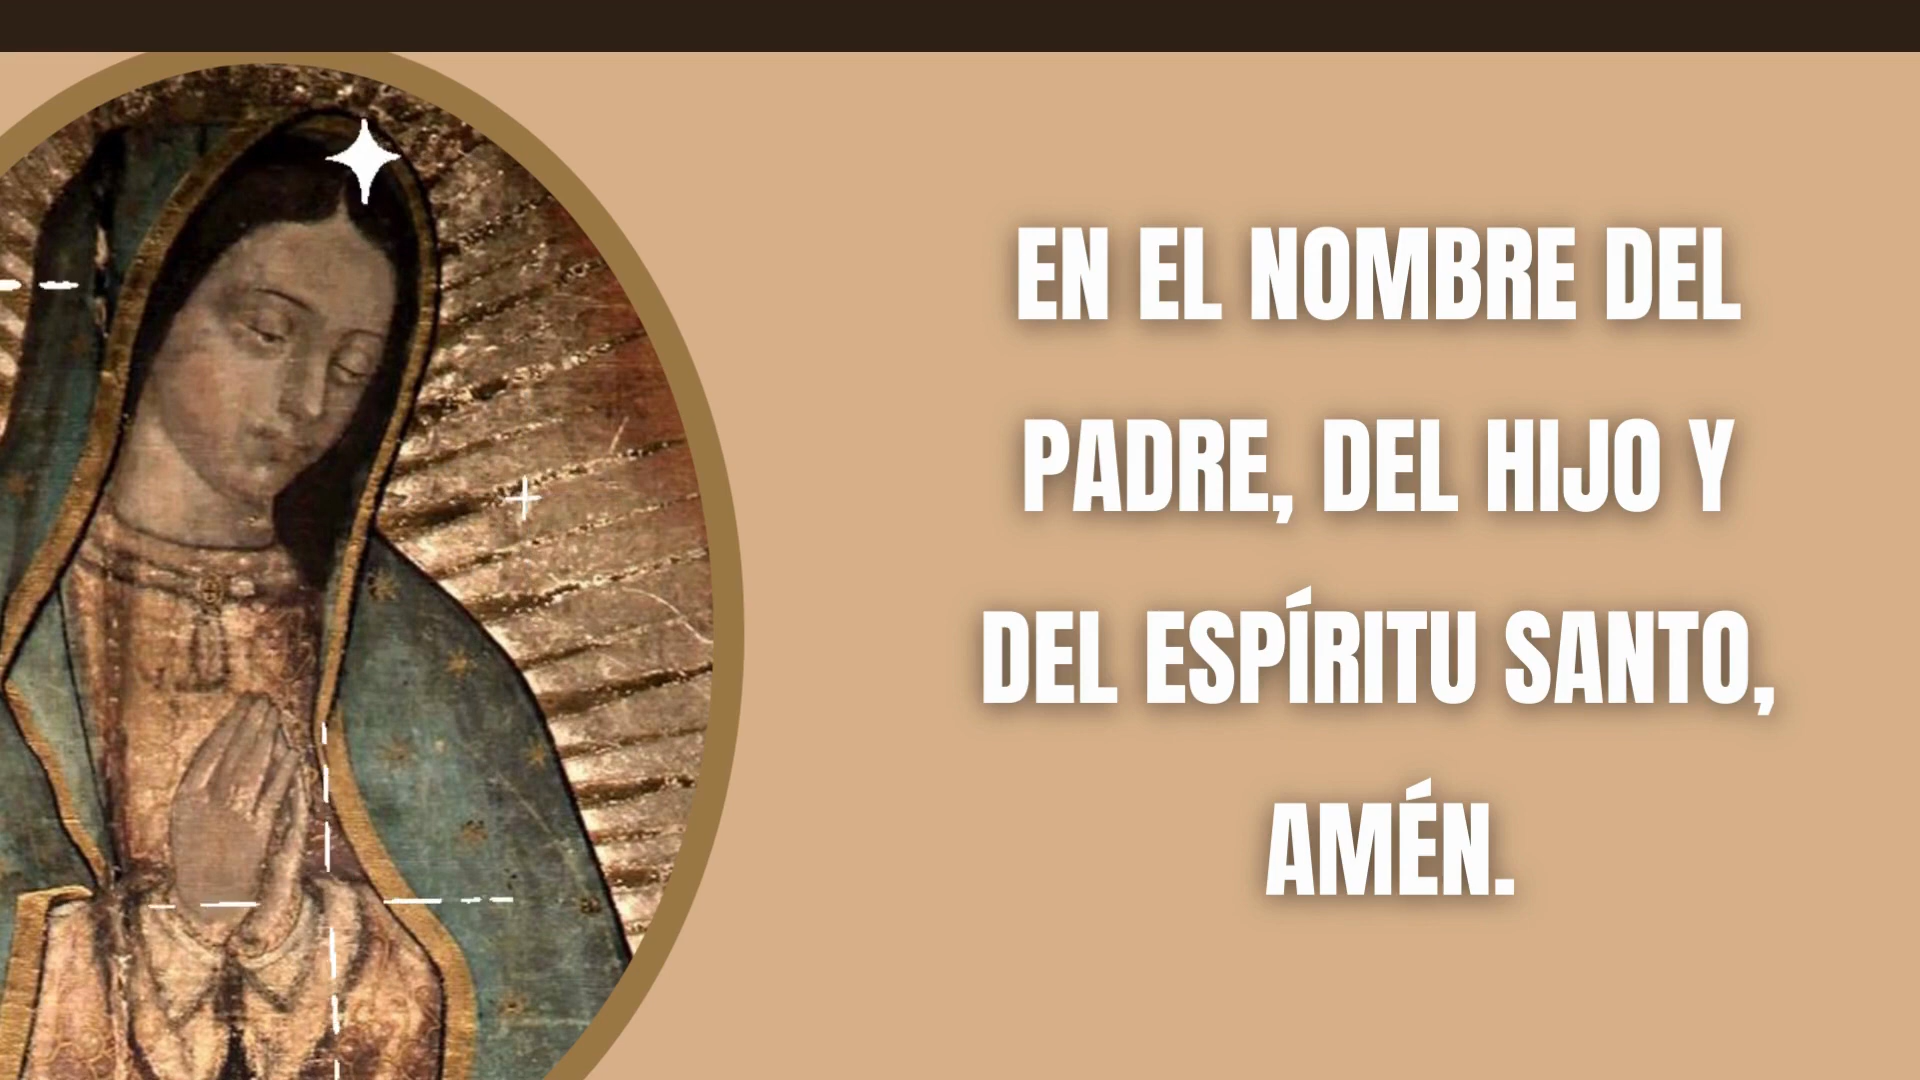 EN EL NOMBRE DEL
PADRE, DEL HIJO Y
DEL ESPÍRITU SANTO,
AMÉN.